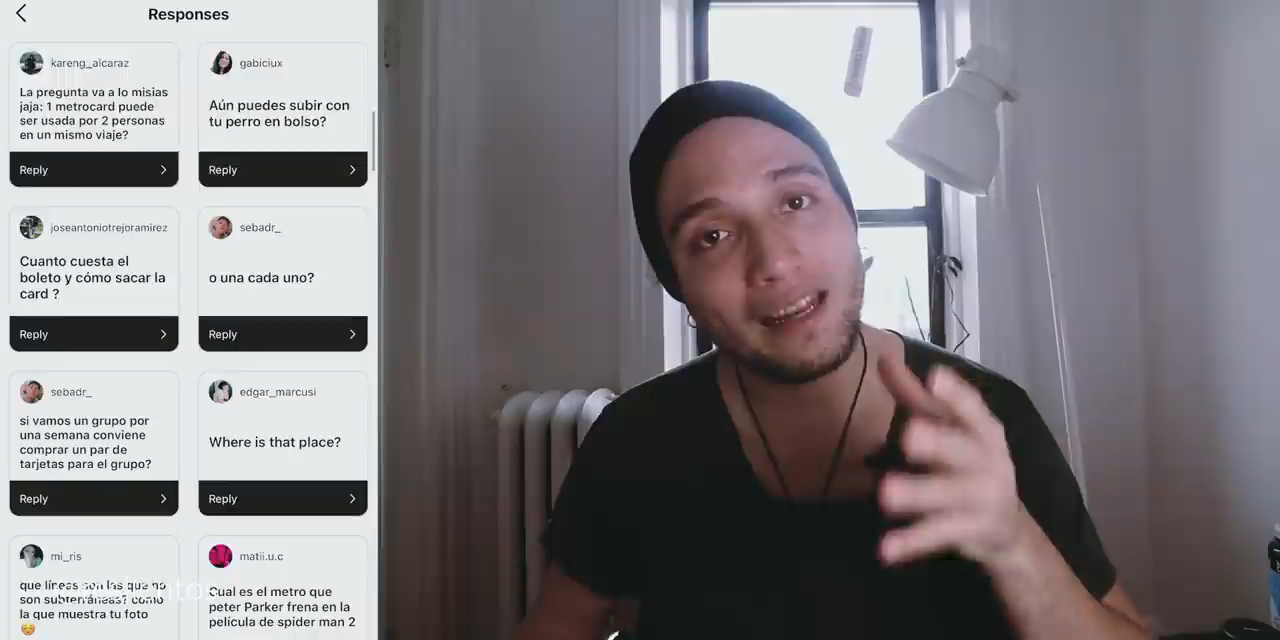 Responses
kareng_alcaraz
La pregunta va a lo misias
jaja: 1 metrocard puede
ser usada por 2 personas
en un mismo viaje?
Reply
gabiciux
Aún puedes subir con
tu perro en bolso?
Reply
joseantoniotrejoramirez
Cuanto cuesta el
boleto y cómo sacar la
card ?
Reply
sebadr_
o una cada uno?
Reply
sebadr_
si vamos un grupo por
una semana conviene
comprar un par de
tarjetas para el grupo?
Reply
edgar_marcusi
Where is that place?
Reply
mi_ris
que líneas son las que no
son subterráneas? como
la que muestra tu foto
matii.u.c
Cual es el metro que
peter Parker frena en la
película de spider man 2